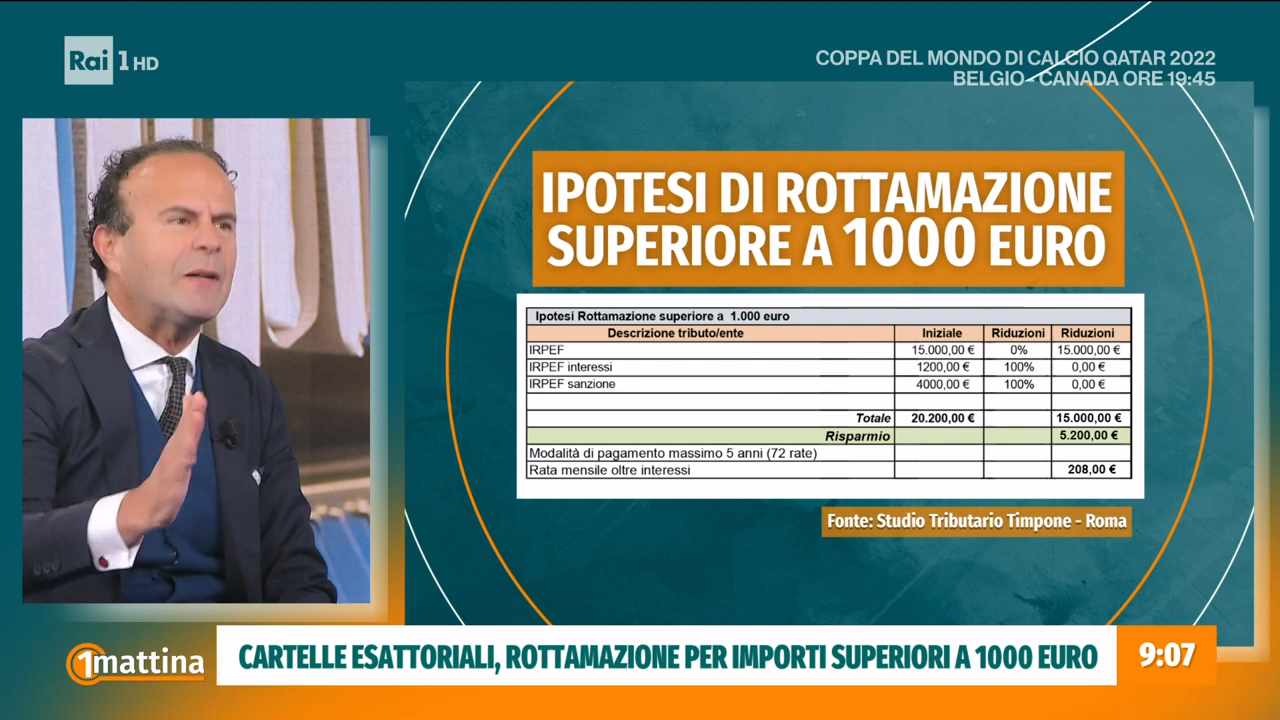 Rai 1 HD
COPPA DEL MONDO DI CALCIO QATAR 2022
BELGIO - CANADA ORE 19:45
IPOTESI DI ROTTAMAZIONE
SUPERIORE A 1000 EURO
Ipotesi Rottamazione superiore a 1.000 euro
Descrizione tributo/ente Iniziale Riduzioni Riduzioni
IRPEF 15.000,00 € 0% 15.000,00 €
IRPEF interessi 1200,00 € 100% 0,00 €
IRPEF sanzione 4000,00 € 100% 0,00 €
Totale 20.200,00 € 15.000,00 €
Risparmio 5.200,00 €
Modalità di pagamento massimo 5 anni (72 rate)
Rata mensile oltre interessi 208,00 €
Fonte: Studio Tributario Timpone - Roma
1mattina
CARTELLE ESATTORIALI, ROTTAMAZIONE PER IMPORTI SUPERIORI A 1000 EURO
9:07